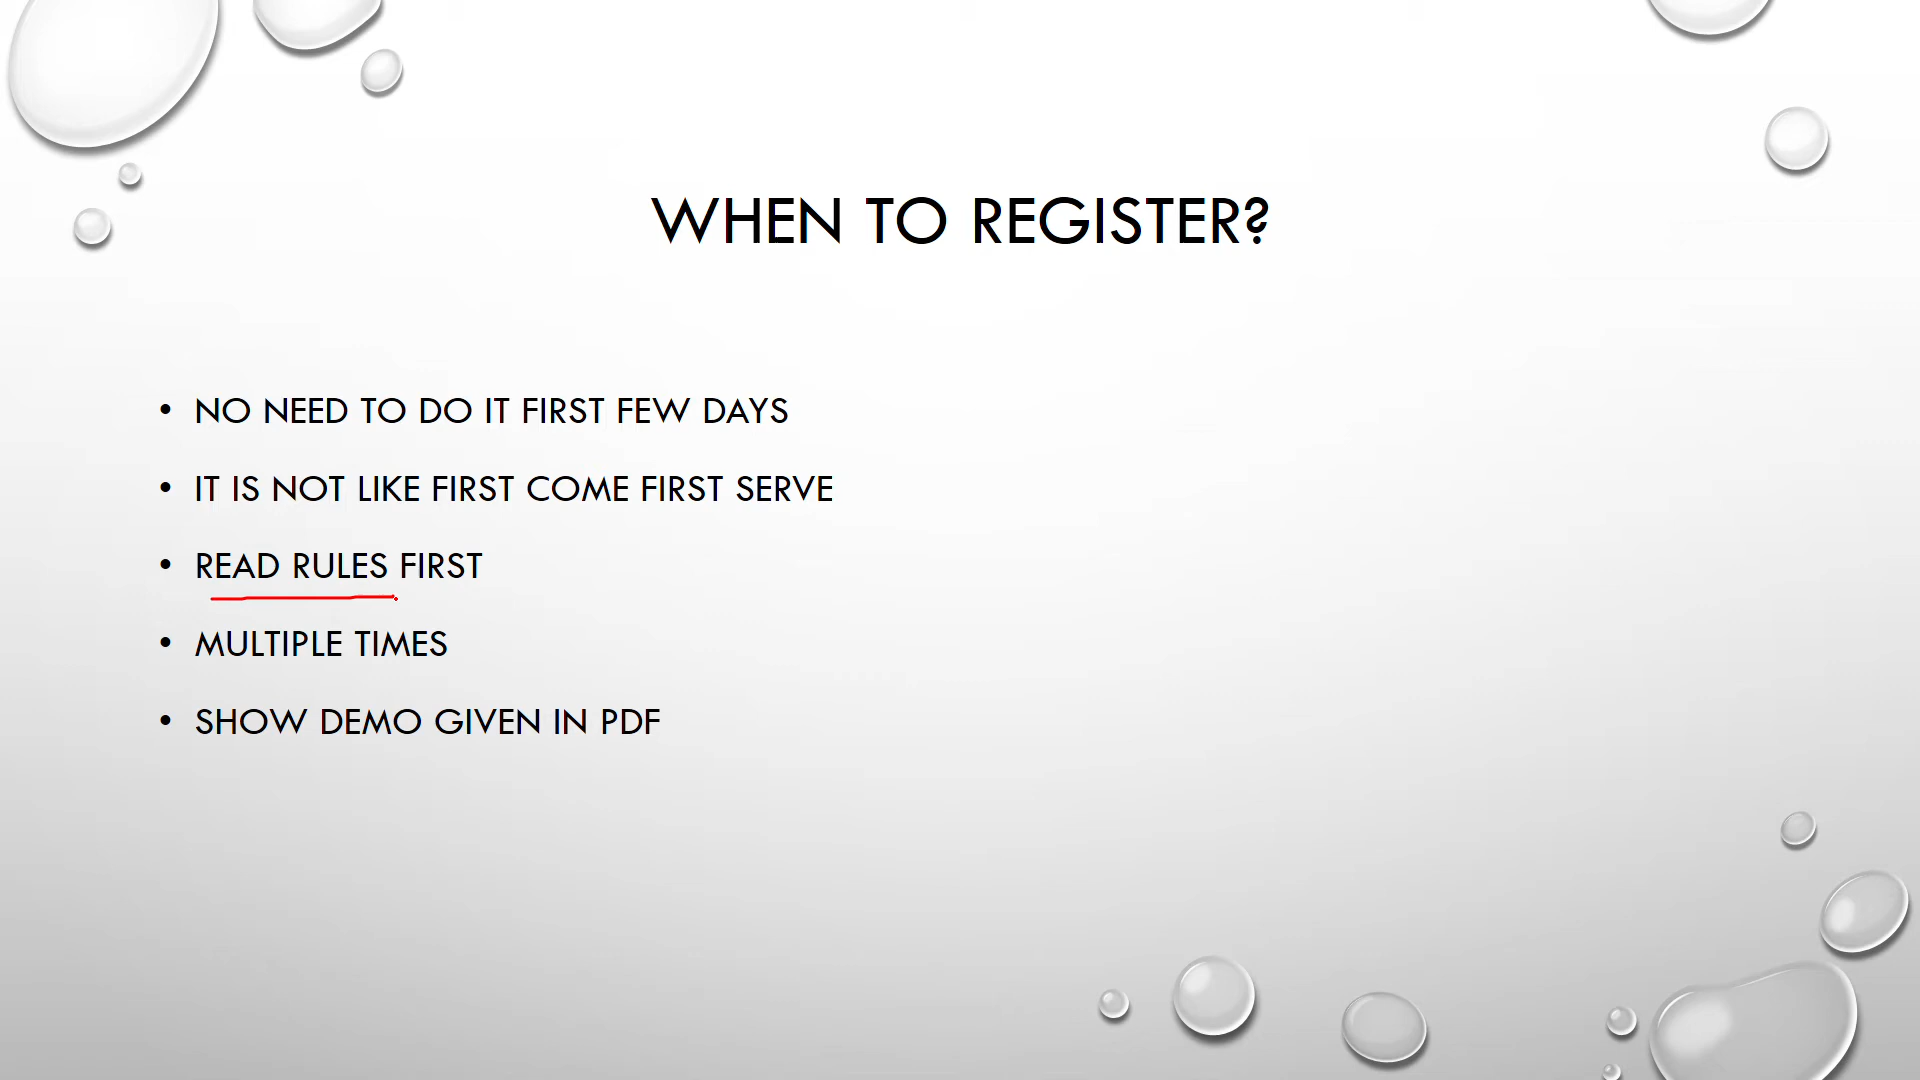 WHEN TO REGISTER?
• NO NEED TO DO IT FIRST FEW DAYS
• IT IS NOT LIKE FIRST COME FIRST SERVE
• READ RULES FIRST
• MULTIPLE TIMES
• SHOW DEMO GIVEN IN PDF